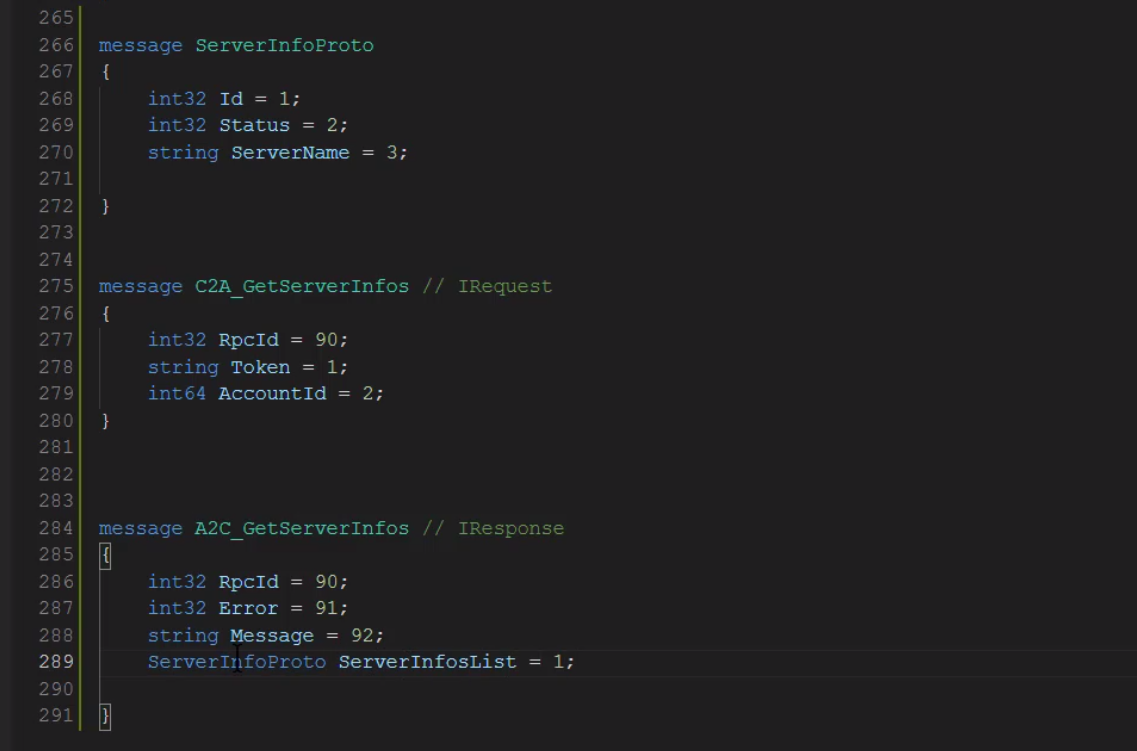 265
266 message ServerInfoProto
267 {
268 int32 Id = 1;
269 int32 Status = 2;
270 string ServerName = 3;
271
272 }
273
274
275 message C2A_GetServerInfos // IRequest
276 {
277 int32 RpcId = 90;
278 string Token = 1;
279 int64 AccountId = 2;
280 }
281
282
283
284 message A2C_GetServerInfos // IResponse
285 {
286 int32 RpcId = 90;
287 int32 Error = 91;
288 string Message = 92;
289 ServerInfoProto ServerInfosList = 1;
290
291 }